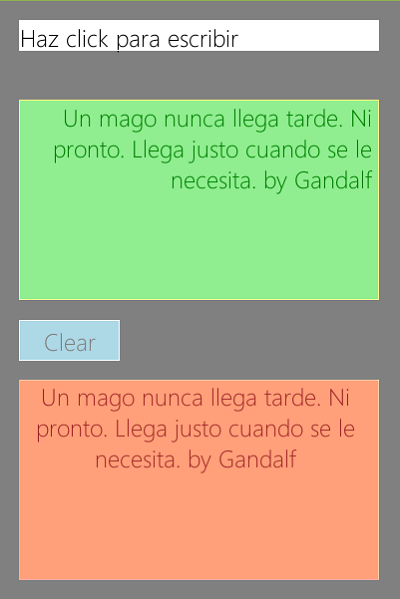 Haz click para escribir
Un mago nunca llega tarde. Ni
pronto. Llega justo cuando se le
necesita. by Gandalf
Clear
Un mago nunca llega tarde. Ni
pronto. Llega justo cuando se le
necesita. by Gandalf